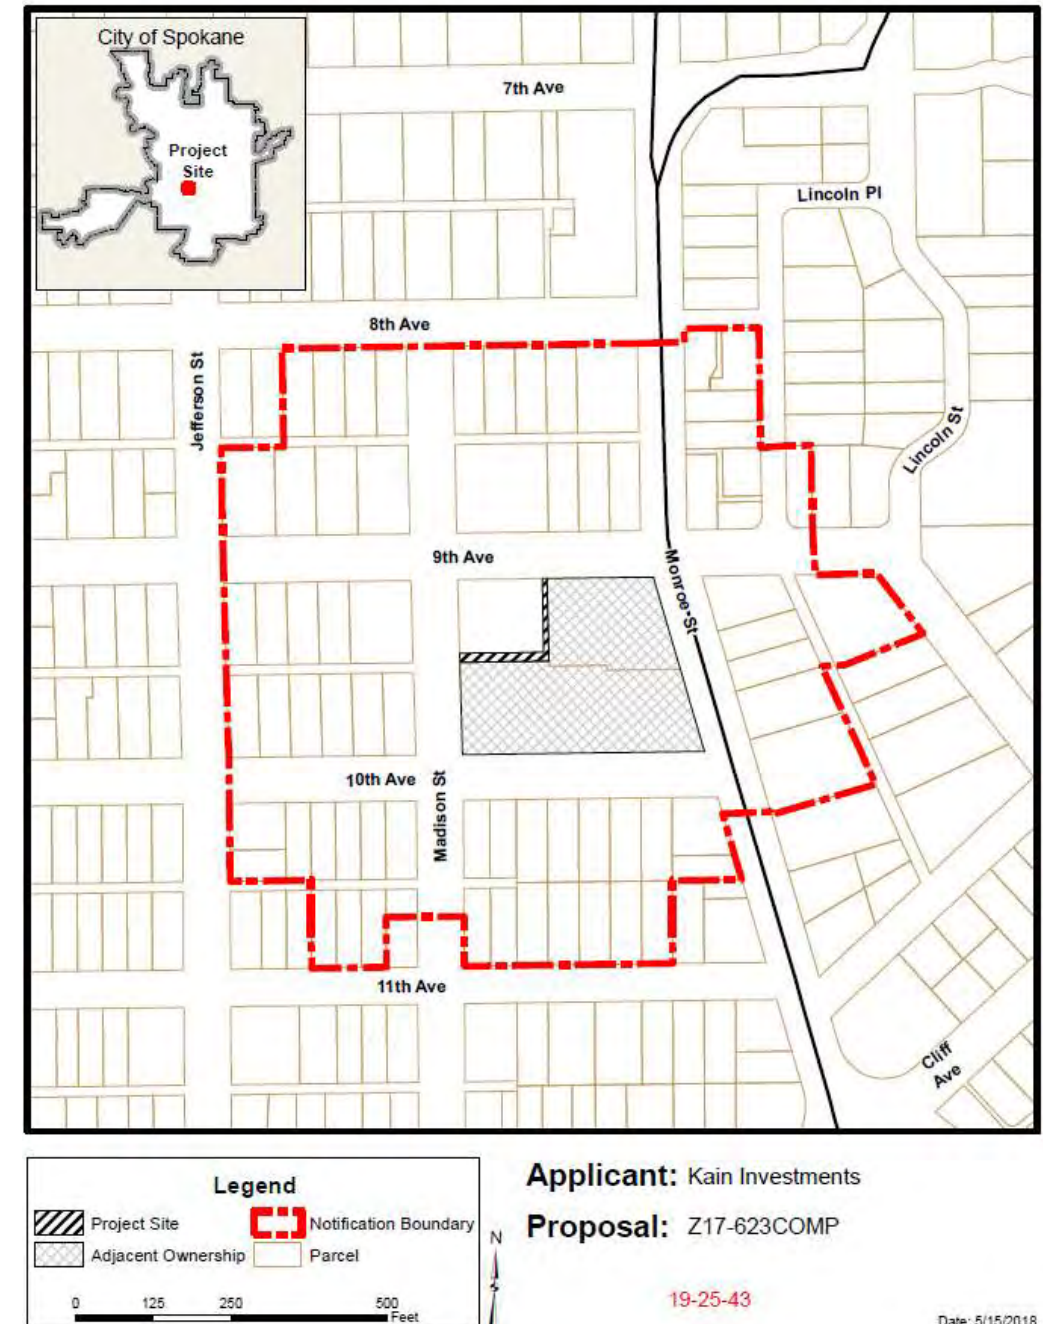 City of Spokane
Project
Site
7th Ave
Lincoln Pl
8th Ave
Jefferson St
Lincoln St
9th Ave
Monroe St
10th Ave
Madison St
11th Ave
Cliff
Ave
Legend
Project Site
Notification Boundary
Adjacent Ownership
Parcel
0 125 250 500
Feet
N
S
Applicant: Kain Investments
Proposal: Z17-623COMP
19-25-43
Date: 5/15/2018